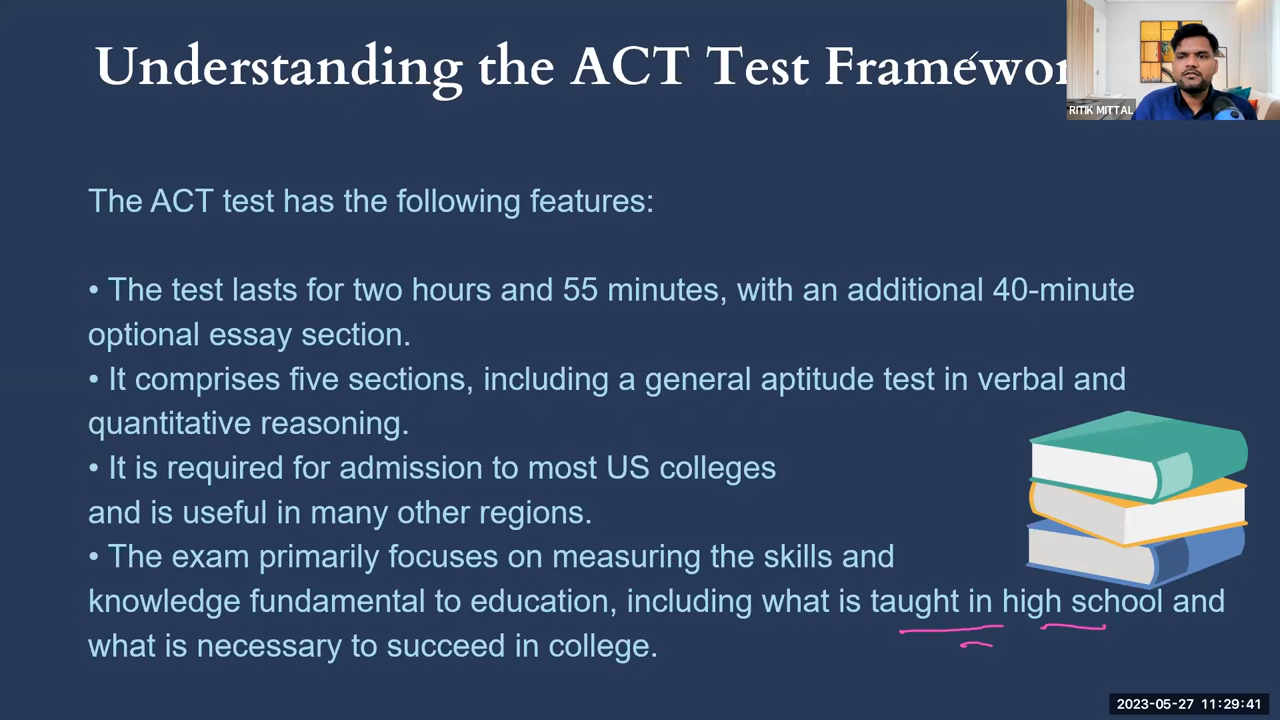 Understanding the ACT Test Framewor
RITIK MITTAL
The ACT test has the following features:
• The test lasts for two hours and 55 minutes, with an additional 40-minute
optional essay section.
• It comprises five sections, including a general aptitude test in verbal and
quantitative reasoning.
• It is required for admission to most US colleges
and is useful in many other regions.
• The exam primarily focuses on measuring the skills and
knowledge fundamental to education, including what is taught in high school and
what is necessary to succeed in college.
2023-05-27 11:29:41